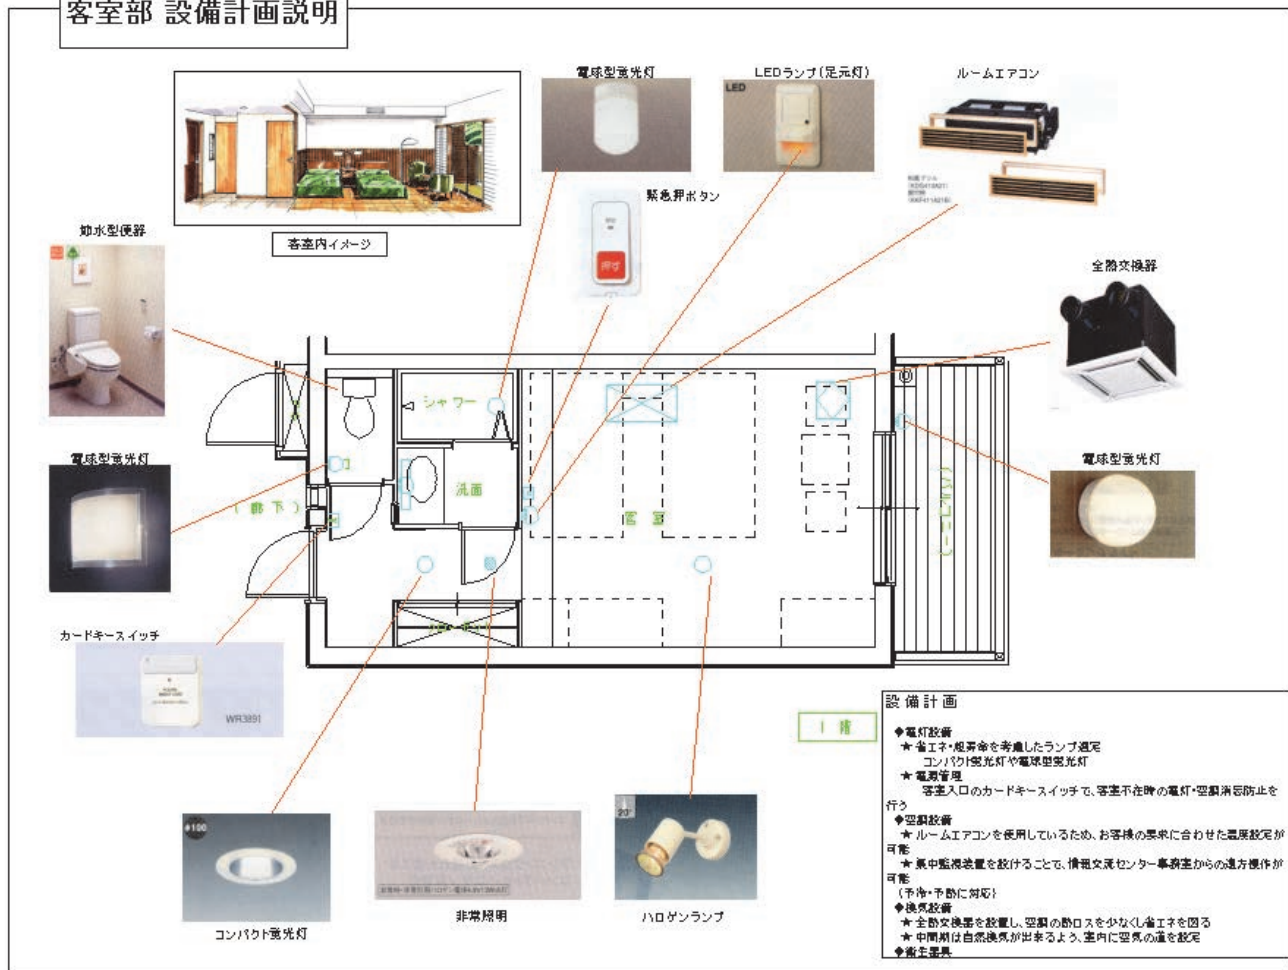 客室部 設備計画説明
電球型蛍光灯
LEDランプ(足元灯)
ルームエアコン
LED
緊急押ボタン
押す
節水型便器
客室内イメージ
全熱交換器
シャワー
電球型蛍光灯
電球型蛍光灯
洗面
(廊下)
客室
カードキースイッチ
WR3891
1階
#100
20°
コンパクト蛍光灯
非常照明
ハロゲンランプ
設備計画
◆電灯設備
★省エネ・超寿命を考慮したランプ選定
コンパクト蛍光灯や電球型蛍光灯
★電源管理
客室入口のカードキースイッチで、客室不在時の電灯・空調消忘防止を
行う
◆空調設備
★ルームエアコンを使用しているため、お客様の要求に合わせた温度設定が
可能
★集中監視装置を設けることで、情報交流センター事務室からの遠方操作が
可能
(予冷・予熱に対応)
◆換気設備
★全熱交換器を設置し、空調の熱ロスを少なくし省エネを図る
★中間期は自然換気が出来るよう、室内に空気の道を設定
◆衛生器具